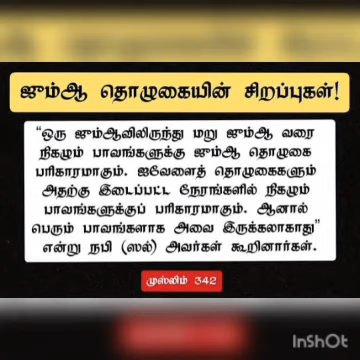 ஜும்ஆ தொழுகையின் சிறப்புகள்!
“ஒரு ஜும்ஆவிலிருந்து மறு ஜும்ஆ வரை
நிகழும் பாவங்களுக்கு ஜும்ஆ தொழுகை
பரிகாரமாகும். ஐவேளைத் தொழுகைகளும்
அதற்கு இடைப்பட்ட நேரங்களில் நிகழும்
பாவங்களுக்குப் பரிகாரமாகும். ஆனால்
பெரும் பாவங்களாக அவை இருக்கலாகாது”
என்று நபி (ஸல்) அவர்கள் கூறினார்கள்.
முஸ்லிம் 342
InShOt